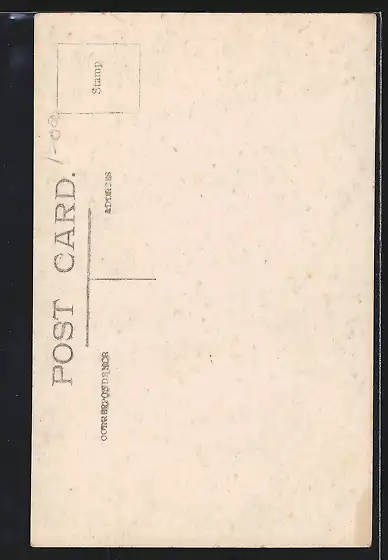 POST CARD.
Stamp
1-00
CORRESPONDENCE
ADDRESS